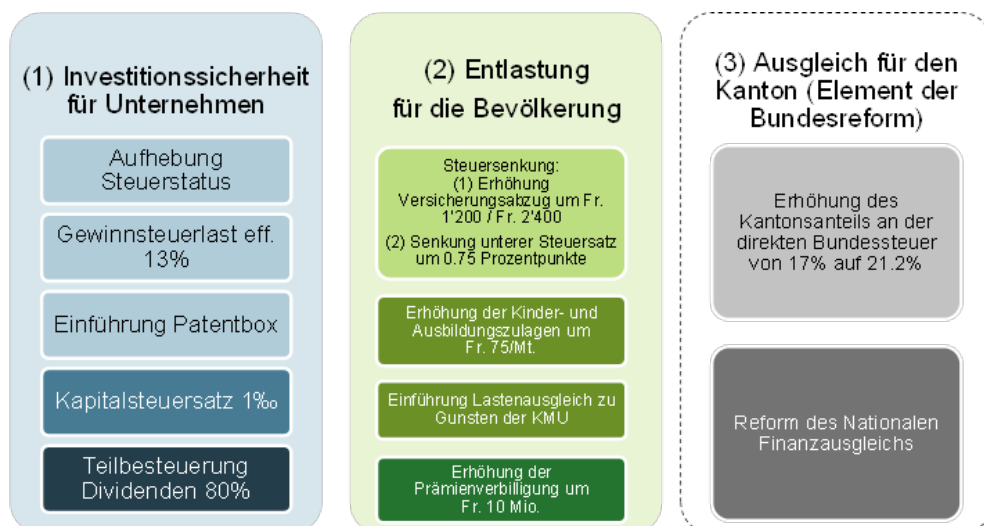 (1) Investitionssicherheit
für Unternehmen
Aufhebung
Steuerstatus
Gewinnsteuerlast eff.
13%
Einführung Patentbox
Kapitalsteuersatz 1‰
Teilbesteuerung
Dividenden 80%
(2) Entlastung
für die Bevölkerung
Steuersenkung:
(1) Erhöhung
Versicherungsabzug um Fr.
1'200 / Fr. 2'400
(2) Senkung unterer Steuersatz
um 0.75 Prozentpunkte
Erhöhung der Kinder- und
Ausbildungszulagen um
Fr. 75/Mt.
Einführung Lastenausgleich zu
Gunsten der KMU
Erhöhung der
Prämienverbilligung um
Fr. 10 Mio.
(3) Ausgleich für den
Kanton (Element der
Bundesreform)
Erhöhung des
Kantonsanteils an der
direkten Bundessteuer
von 17% auf 21.2%
Reform des Nationalen
Finanzausgleichs